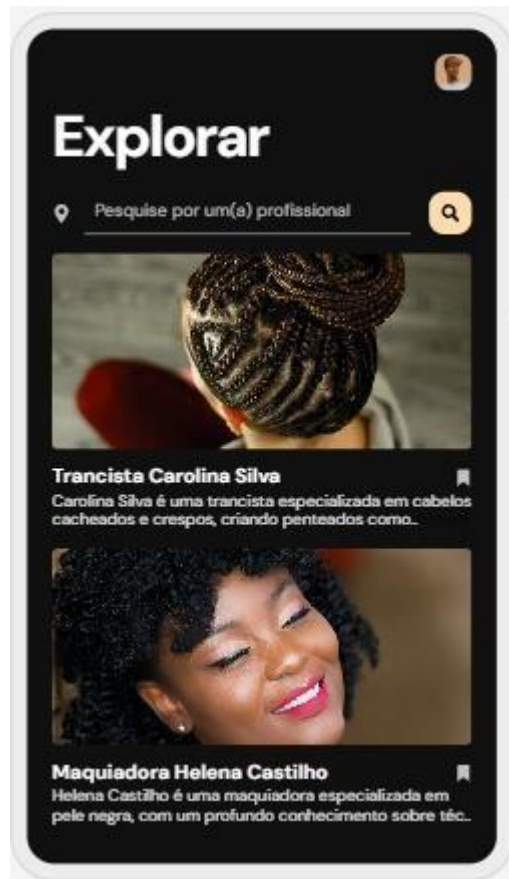 Explorar
Pesquise por um(a) profissional
Trancista Carolina Silva
Carolina Silva é uma trancista especializada em cabelos
cacheados e crespos, criando penteados como...
Maquiadora Helena Castilho
Helena Castilho é uma maquiadora especializada em
pele negra, com um profundo conhecimento sobre téc...